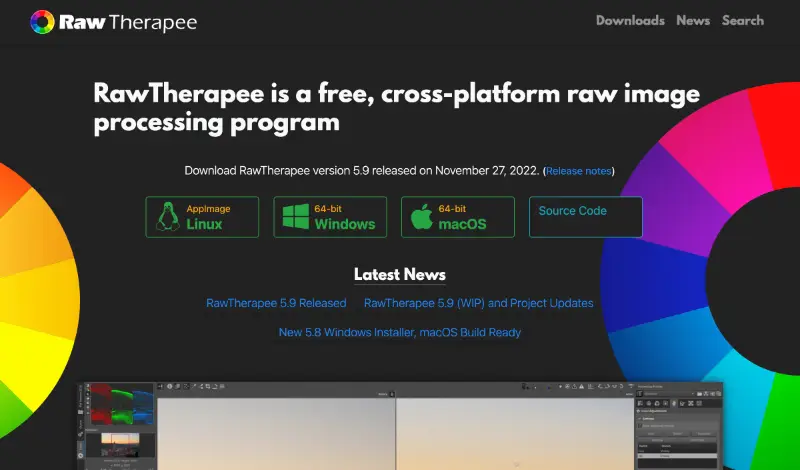 Raw Therapee
Downloads News Search
RawTherapee is a free, cross-platform raw image
processing program
Download RawTherapee version 5.9 released on November 27, 2022. (Release notes)
AppImage
Linux
64-bit
Windows
64-bit
macOS
Source Code
Latest News
RawTherapee 5.9 Released RawTherapee 5.9 (WIP) and Project Updates
New 5.8 Windows Installer, macOS Build Ready